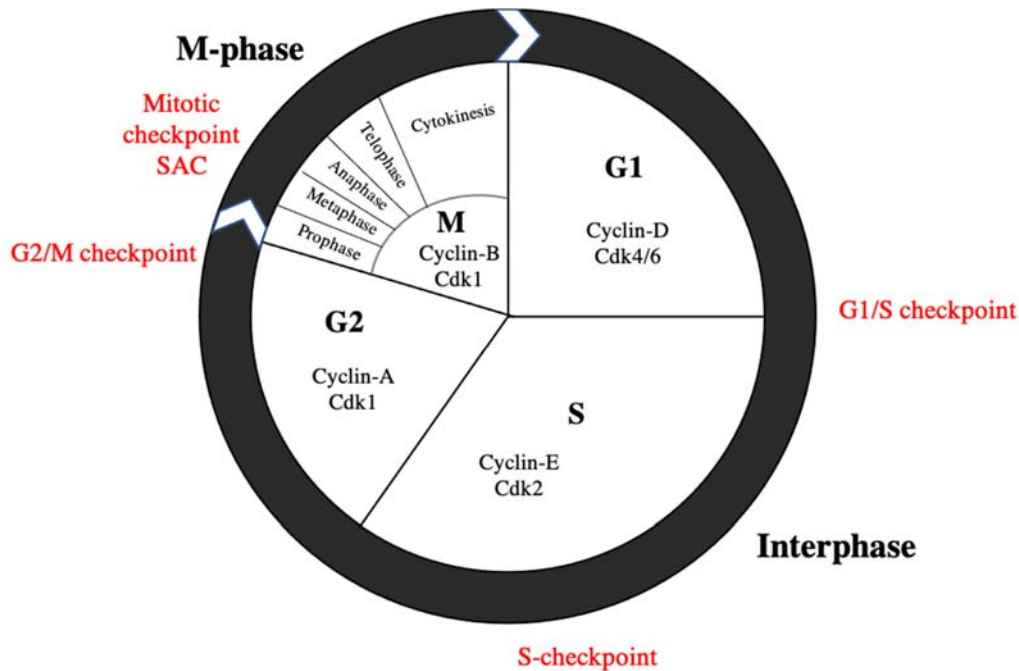 M-phase
Mitotic
checkpoint
SAC
G2/M checkpoint
Cytokinesis
Telophase
Anaphase
Metaphase
Prophase
M
Cyclin-B
Cdk1
G1
Cyclin-D
Cdk4/6
G1/S checkpoint
G2
Cyclin-A
Cdk1
S
Cyclin-E
Cdk2
Interphase
S-checkpoint